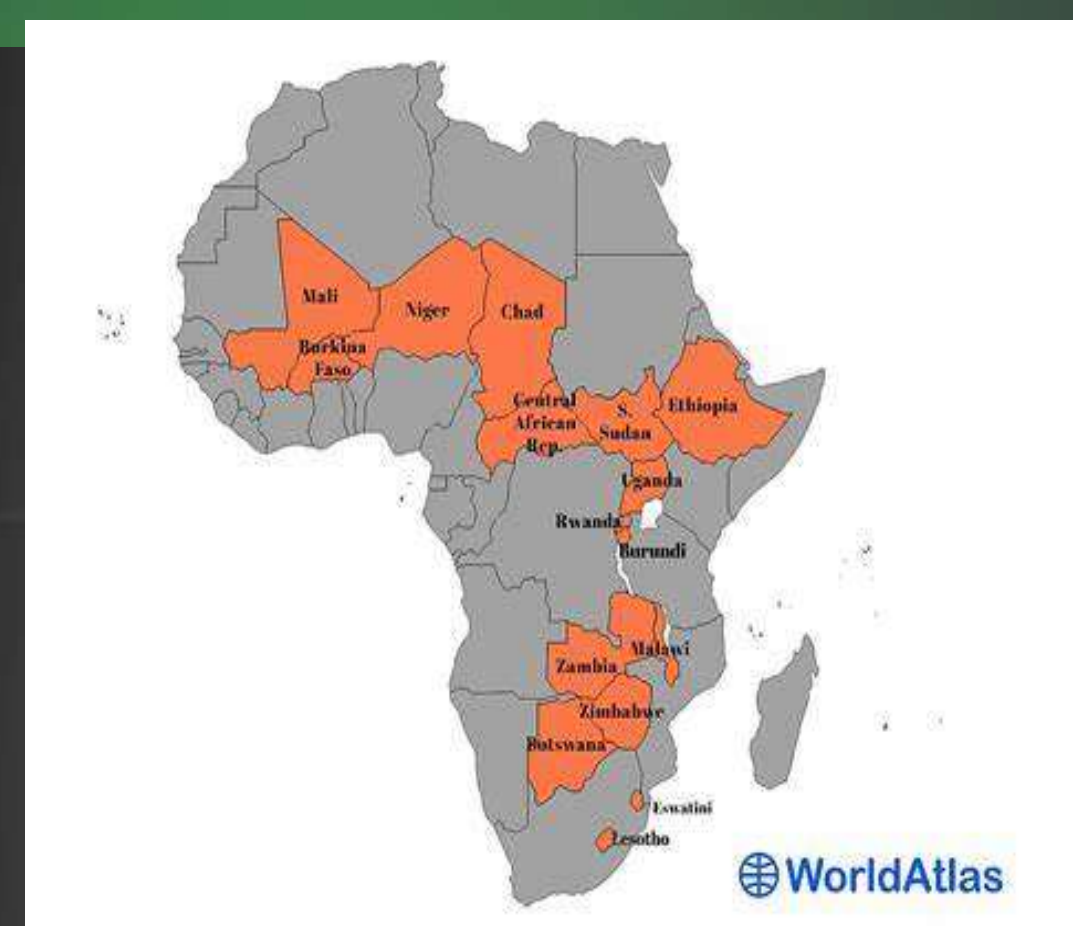 Mali
Niger
Chad
Burkina
Faso
Central
African
Rep.
S.
Sudan
Ethiopia
Uganda
Rwanda
Burundi
Malawi
Zambia
Zimbabwe
Botswana
Eswatini
Lesotho
WorldAtlas